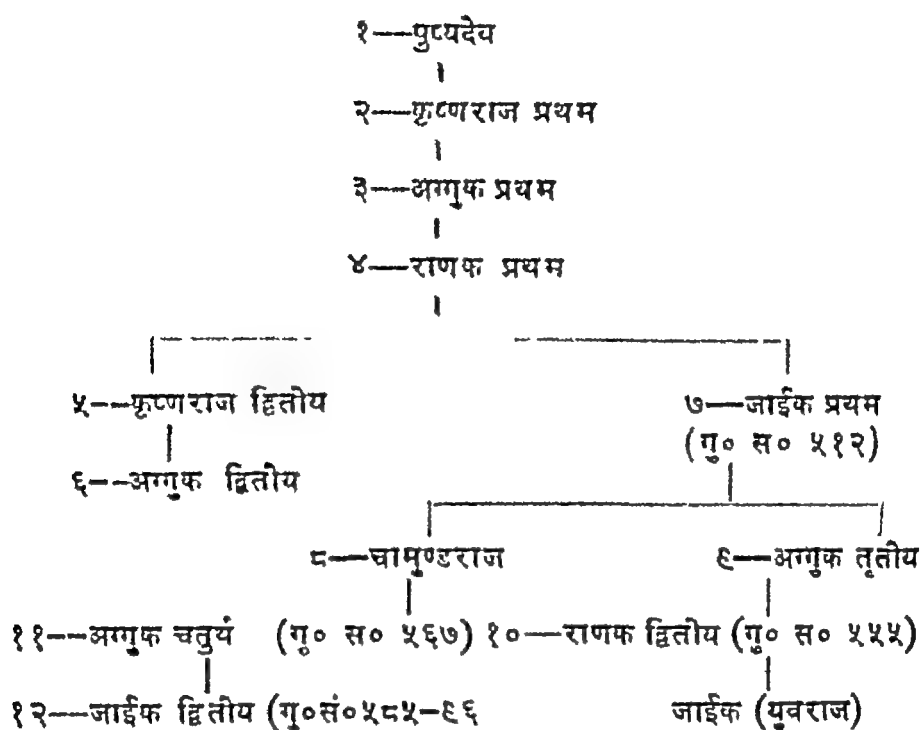 १—पुष्यदेव
२—कृष्णराज प्रथम
३—अग्गुक प्रथम
४—राणक प्रथम
५—कृष्णराज द्वितीय ७—जाईक प्रथम
(गु० स० ५१२)
६—अग्गुक द्वितीय
८—चामुण्डराज ९—अग्गुक तृतीय
११—अग्गुक चतुर्थ (गु० स० ५६७) १०—राणक द्वितीय (गु० स० ५५५)
१२—जाईक द्वितीय (गु०सं०५८५-९६ जाईक (युवराज)